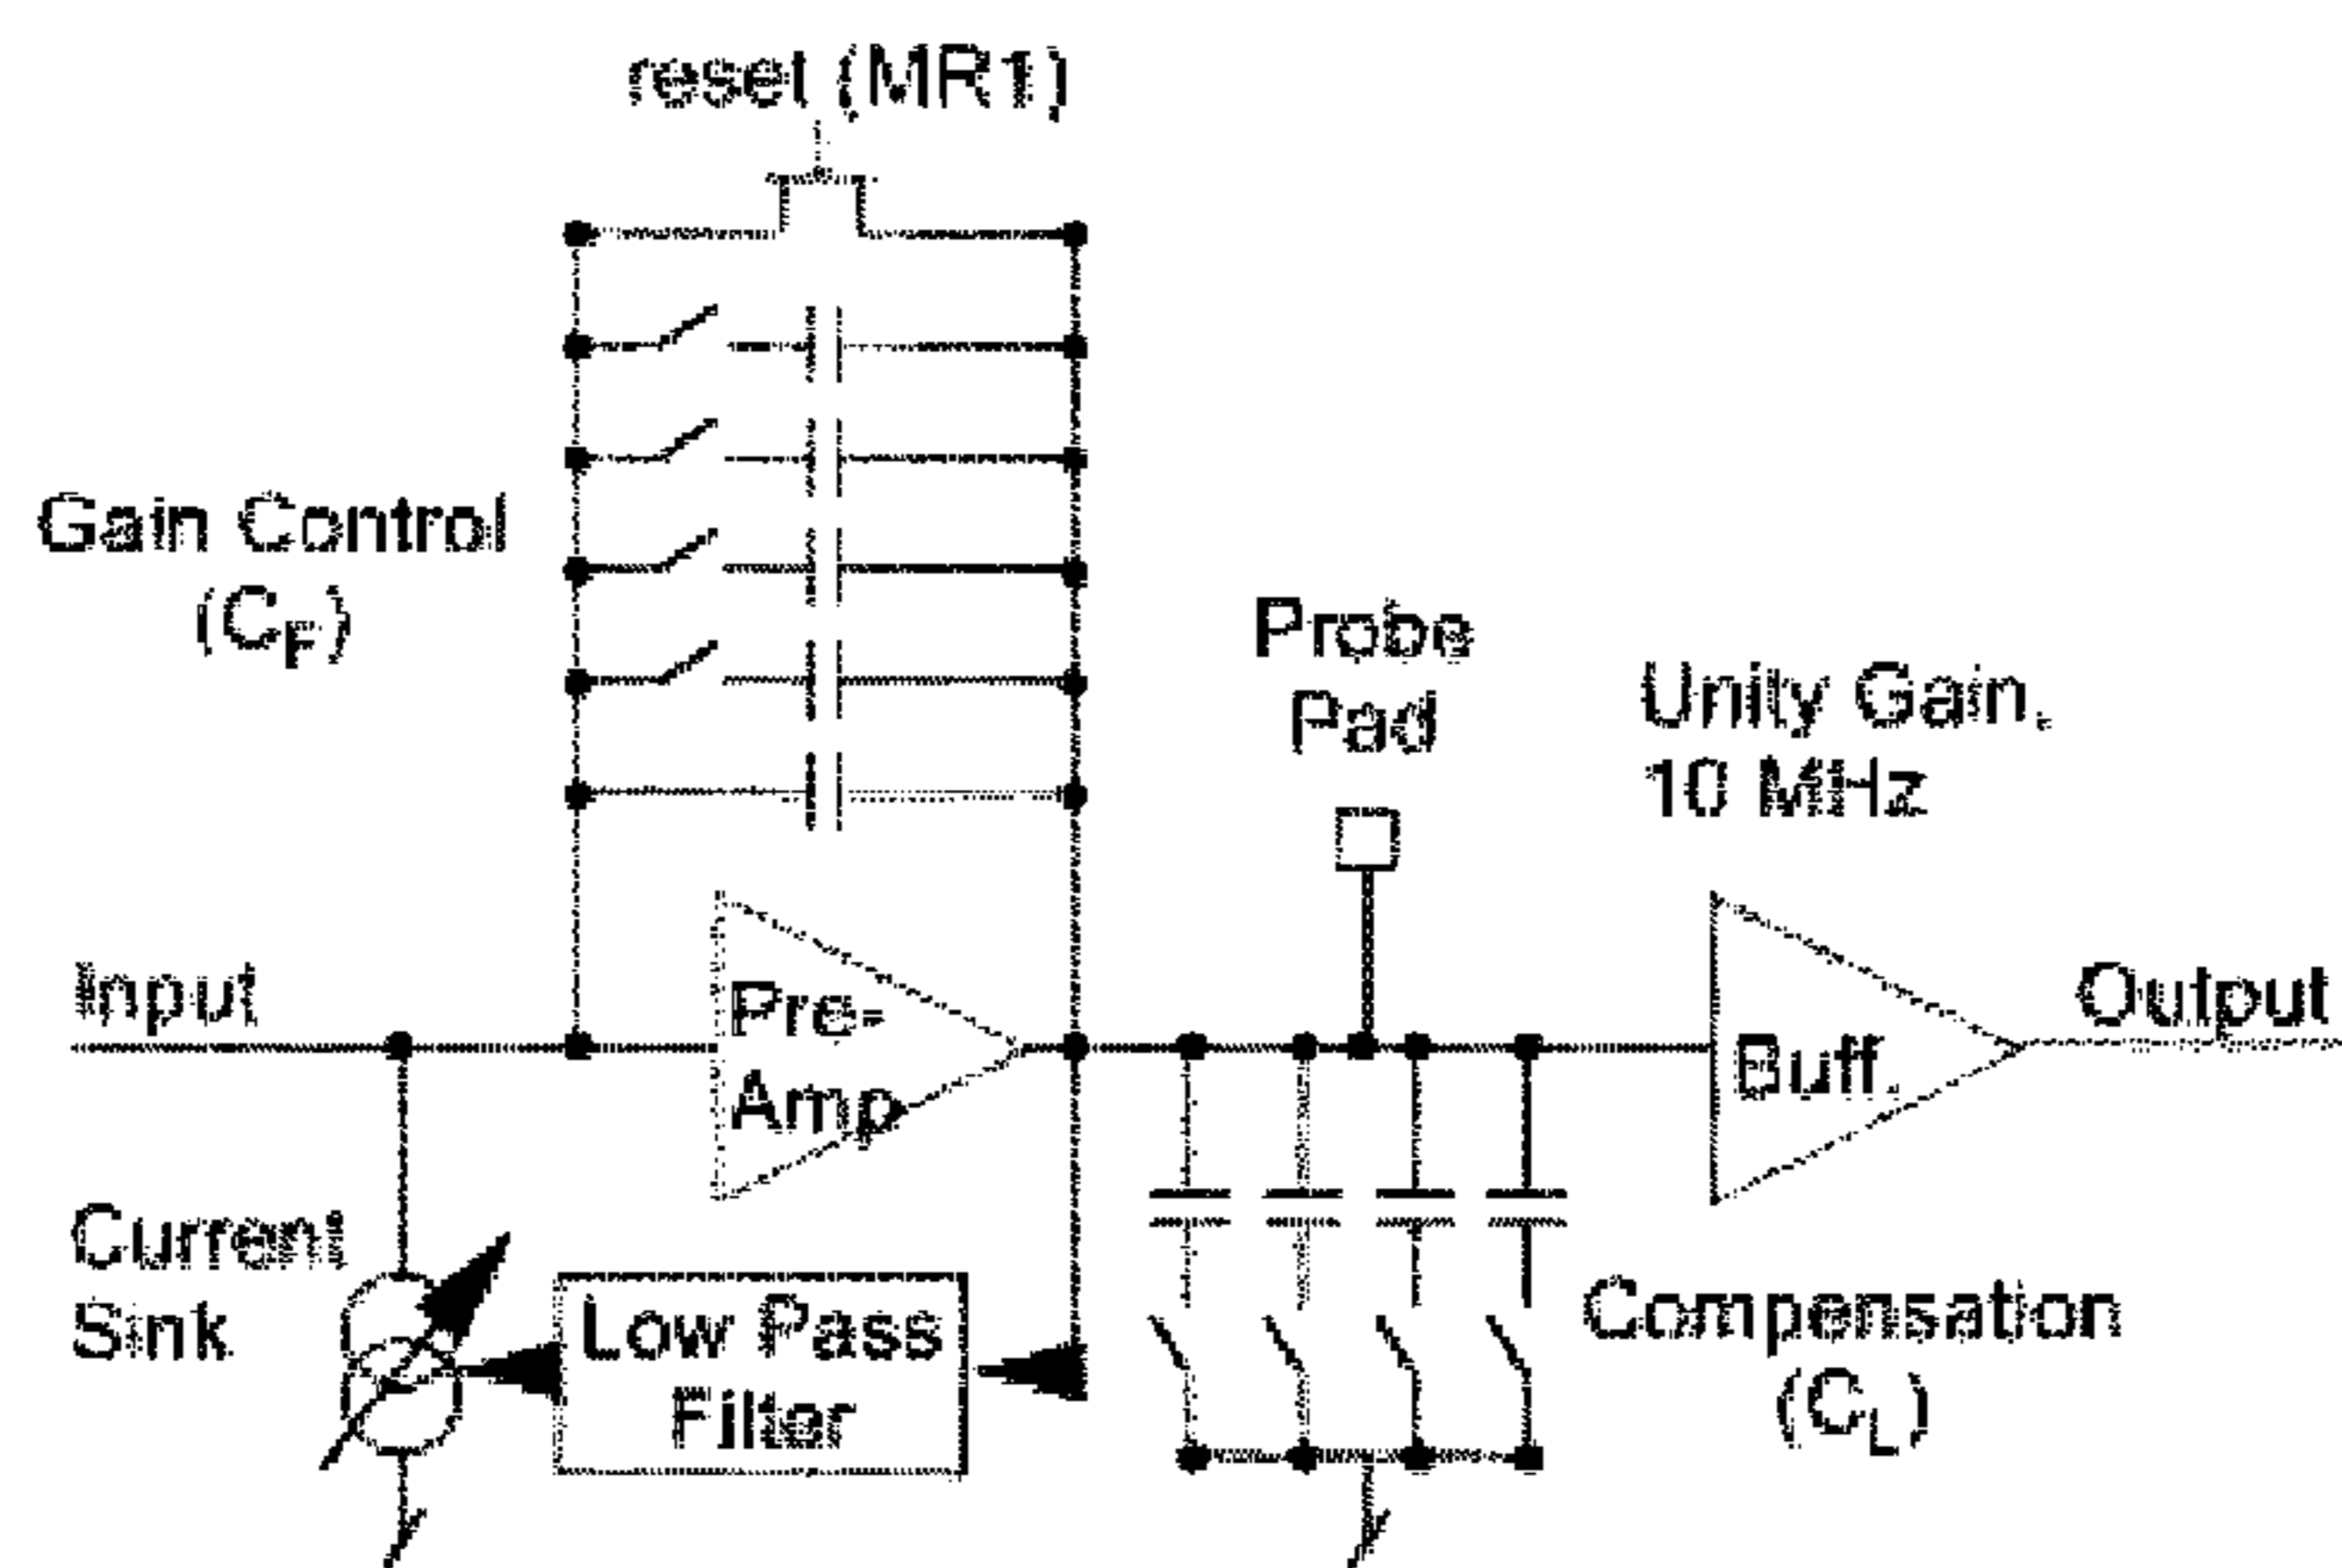 reset (MR1)
Gain Control
(CF)
Probe
Pad
Unity Gain,
10 MHz
Input
Pre-
Amp
Buff.
Output
Current
Sink
Low Pass
Filter
Compensation
(CL)